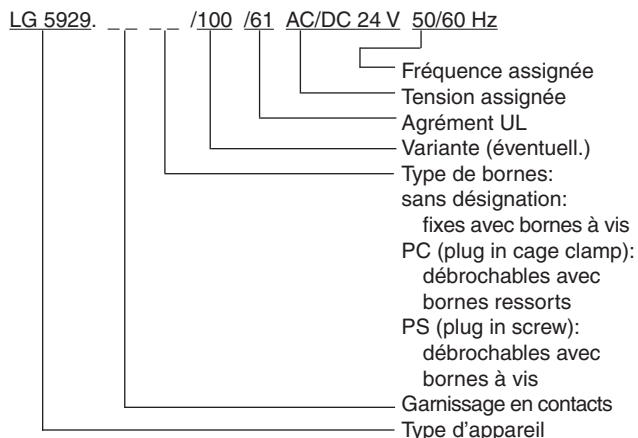 LG 5929. _ _ _ _ /100 /61 AC/DC 24 V 50/60 Hz
Fréquence assignée
Tension assignée
Agrément UL
Variante (éventuell.)
Type de bornes:
sans désignation:
fixes avec bornes à vis
PC (plug in cage clamp):
débrochables avec
bornes ressorts
PS (plug in screw):
débrochables avec
bornes à vis
Garnissage en contacts
Type d'appareil